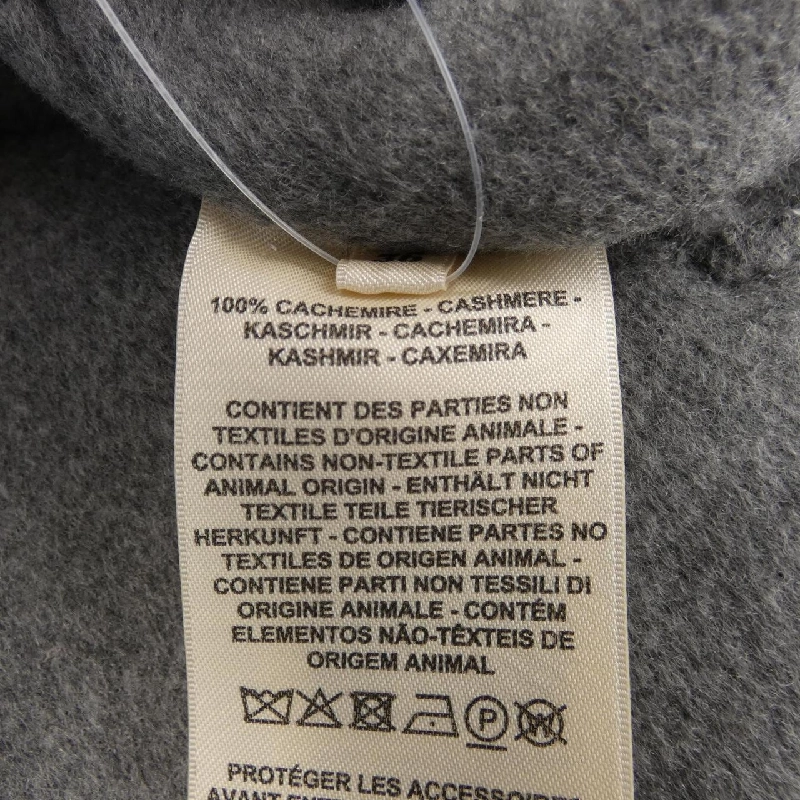 100% CACHEMIRE - CASHMERE -
KASCHMIR - CACHEMIRA -
KASHMIR - CAXEMIRA
CONTIENT DES PARTIES NON
TEXTILES D'ORIGINE ANIMALE -
CONTAINS NON-TEXTILE PARTS OF
ANIMAL ORIGIN - ENTHÄLT NICHT
TEXTILE TEILE TIERISCHER
HERKUNFT - CONTIENE PARTES NO
TEXTILES DE ORIGEN ANIMAL -
CONTIENE PARTI NON TESSILI DI
ORIGINE ANIMALE - CONTÉM
ELEMENTOS NÃO-TÊXTEIS DE
ORIGEM ANIMAL
P W
PROTÉGER LES ACCESSOIRES
AVANT